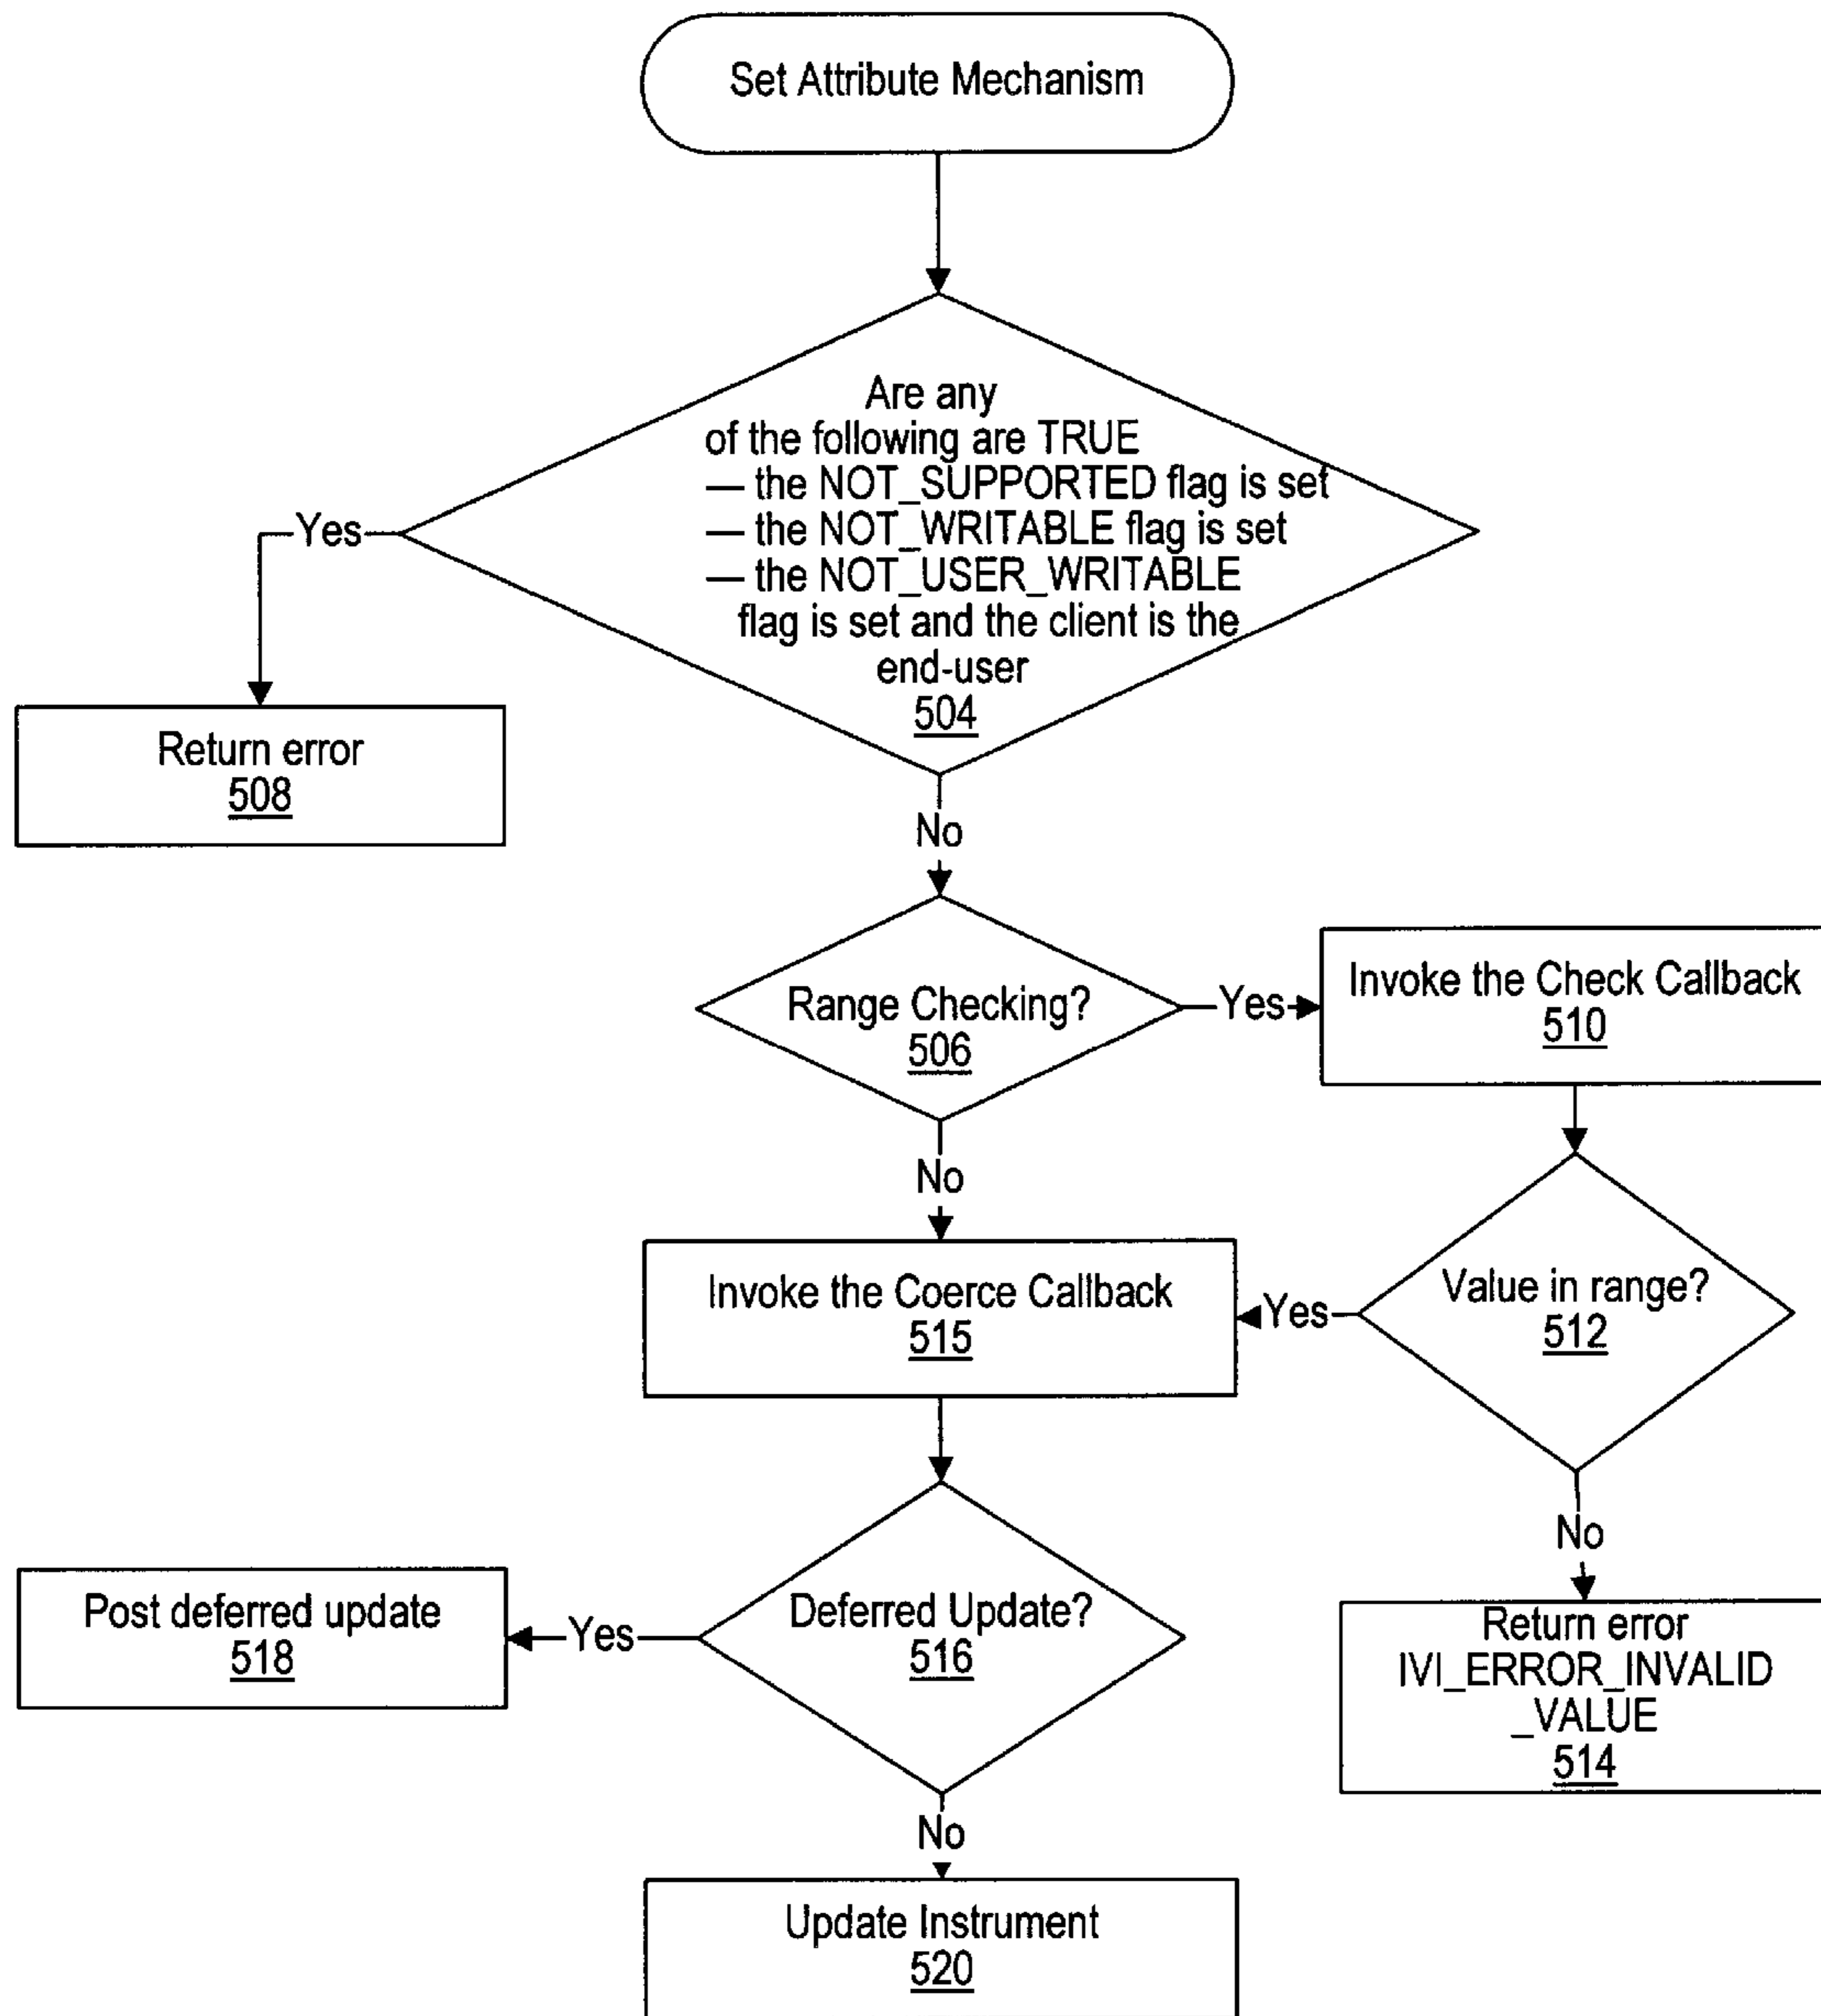 Set Attribute Mechanism
Are any
of the following are TRUE
— the NOT_SUPPORTED flag is set
— the NOT_WRITABLE flag is set
— the NOT_USER_WRITABLE
flag is set and the client is the
end-user
504
Yes
Return error
508
No
Range Checking?
506
Yes
Invoke the Check Callback
510
No
Value in range?
512
Yes
Invoke the Coerce Callback
515
No
Return error
IVI_ERROR_INVALID
_VALUE
514
Deferred Update?
516
Yes
Post deferred update
518
No
Update Instrument
520